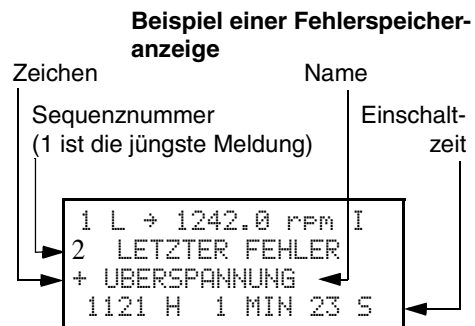 Beispiel einer Fehlerspeicher-
anzeige
Zeichen
Name
Sequenznummer
(1 ist die jüngste Meldung)
Einschalt-
zeit
1 L → 1242.0 rpm I
2 LETZTER FEHLER
+ UBERSPANNUNG
1121 H 1 MIN 23 S